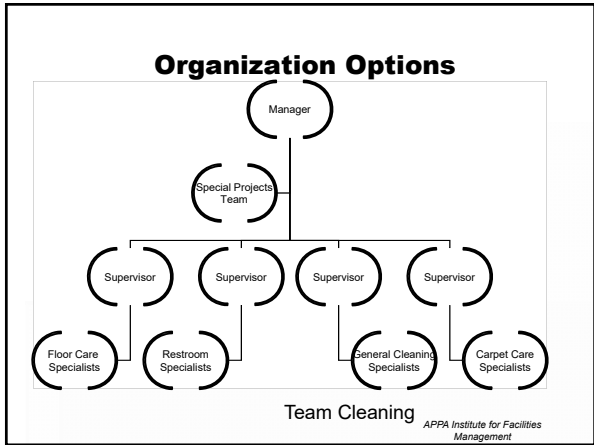 Organization Options
Manager
Special Projects
Team
Supervisor
Supervisor
Supervisor
Supervisor
Floor Care
Specialists
Restroom
Specialists
General Cleaning
Specialists
Carpet Care
Specialists
Team Cleaning
APPA Institute for Facilities
Management